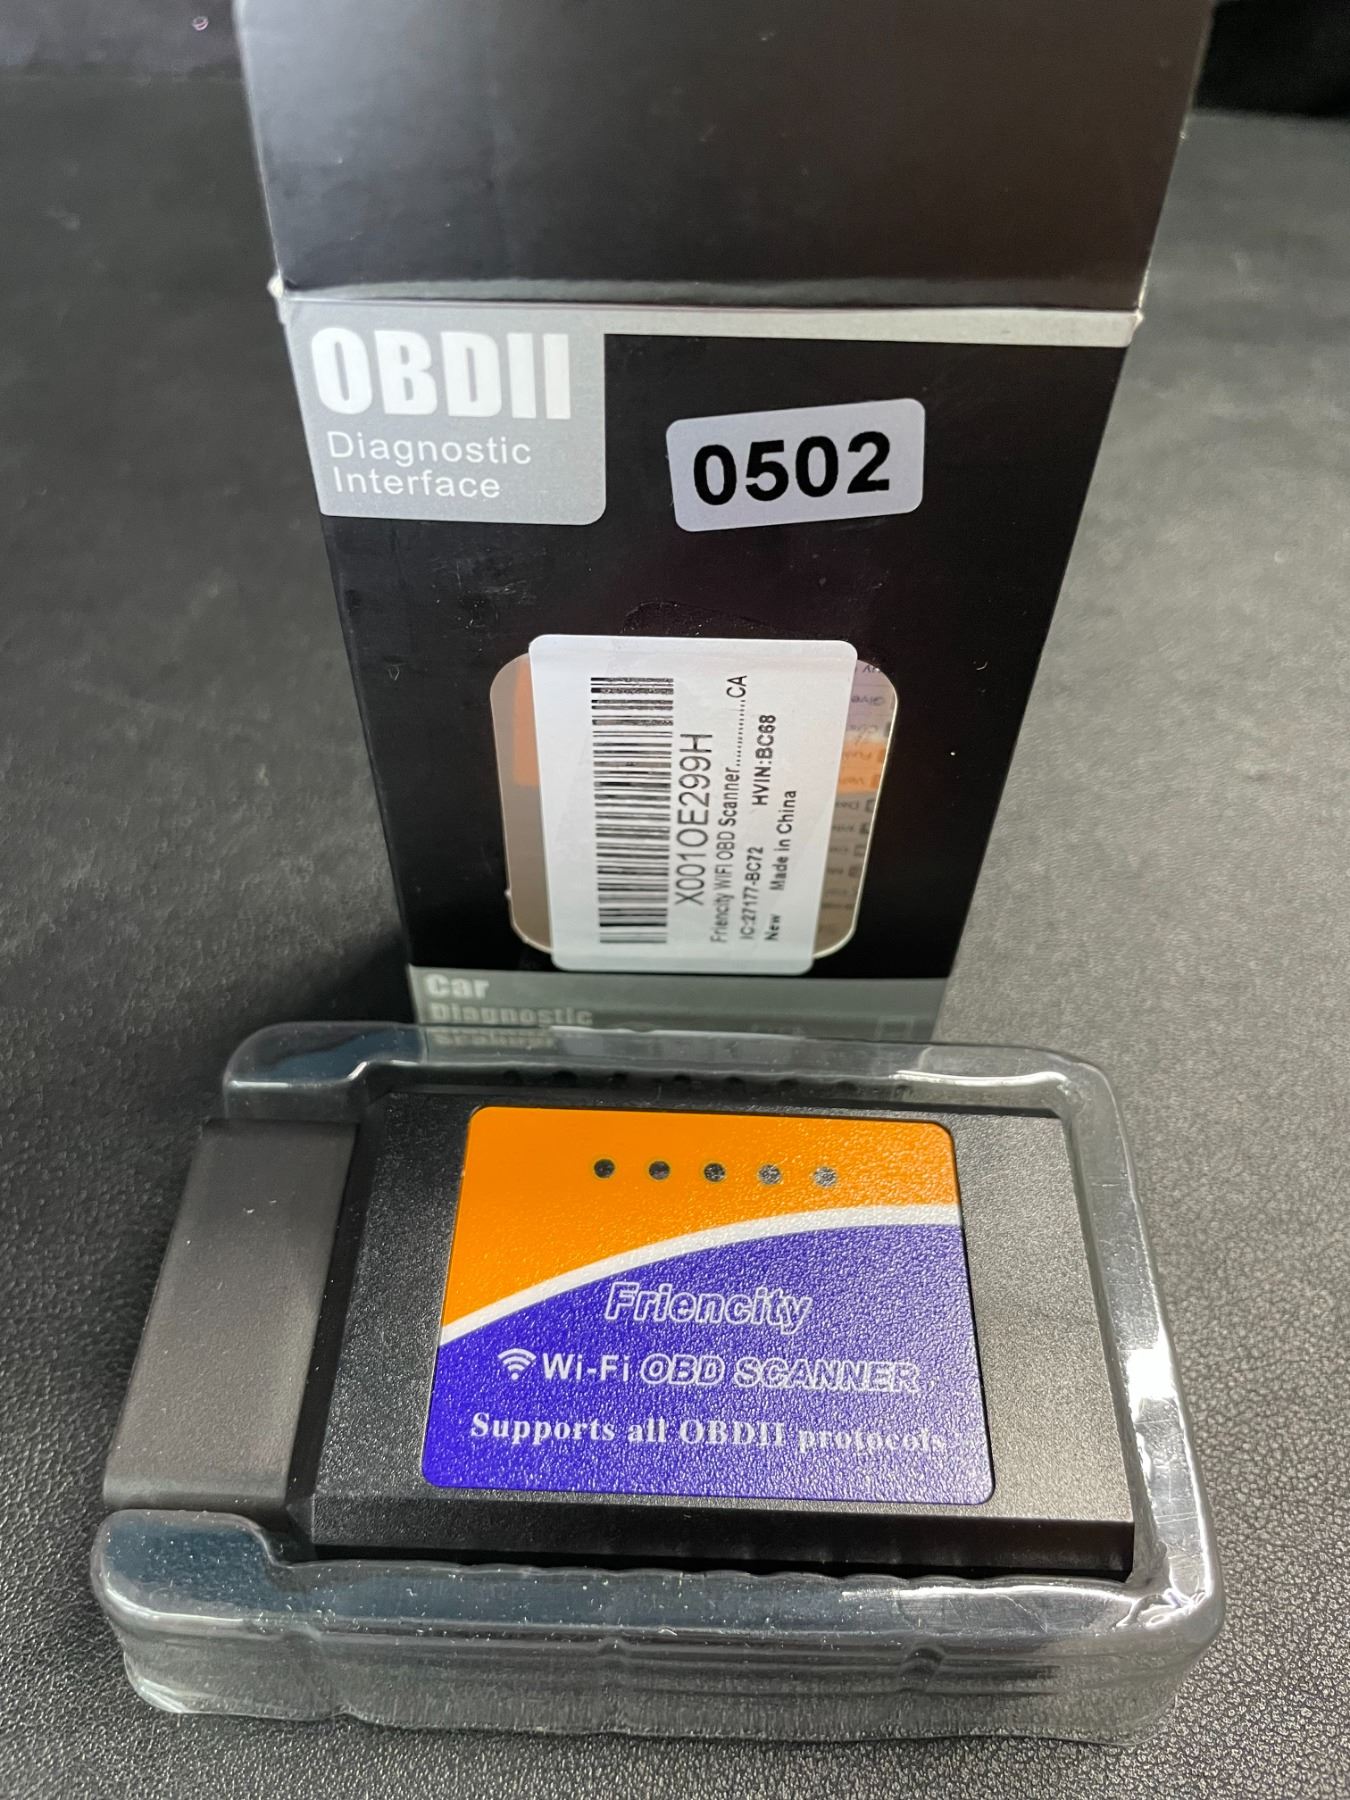 OBDII
Diagnostic
Interface
0502
X001OE299H
Friencity WIFI OBD Scanner..............CA
IC:27177-BC72 HVIN:BC68
New Made in China
Car
Diagnostic
Friencity
Wi-Fi OBD SCANNER
Supports all OBDII protocols